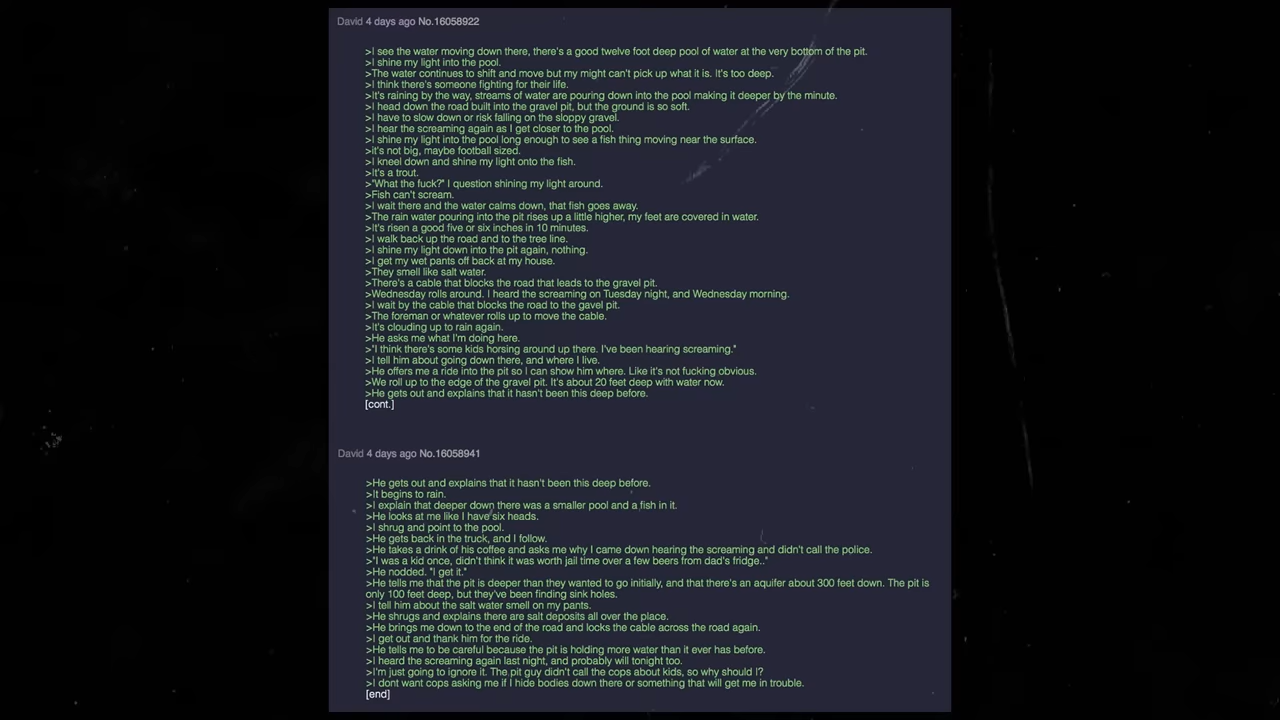 David 4 days ago No.16058922
>I see the water moving down there, there's a good twelve foot deep pool of water at the very bottom of the pit.
>I shine my light into the pool.
>The water continues to shift and move but my might can't pick up what it is. It's too deep.
>I think there's someone fighting for their life.
>It's raining by the way, streams of water are pouring down into the pool making it deeper by the minute.
>I head down the road built into the gravel pit, but the ground is so soft.
>I have to slow down or risk falling on the sloppy gravel.
>I hear the screaming again as I get closer to the pool.
>I shine my light into the pool long enough to see a fish thing moving near the surface.
>It's not big, maybe football sized.
>I kneel down and shine my light onto the fish.
>It's a trout.
>"What the fuck?" I question shining my light around.
>Fish can't scream.
>I wait there and the water calms down, that fish goes away.
>The rain water pouring into the pit rises up a little higher, my feet are covered in water.
>It's risen a good five or six inches in 10 minutes.
>I walk back up the road and to the tree line.
>I shine my light down into the pit again, nothing.
>I get my wet pants off back at my house.
>They smell like salt water.
>There's a cable that blocks the road that leads to the gravel pit.
>Wednesday rolls around. I heard the screaming on Tuesday night, and Wednesday morning.
>I wait by the cable that blocks the road to the gavel pit.
>The foreman or whatever rolls up to move the cable.
>It's clouding up to rain again.
>He asks me what I'm doing here.
>"I think there's some kids horsing around up there. I've been hearing screaming."
>I tell him about going down there, and where I live.
>He offers me a ride into the pit so I can show him where. Like it's not fucking obvious.
>We roll up to the edge of the gravel pit. It's about 20 feet deep with water now.
>He gets out and explains that it hasn't been this deep before.
[cont.]
David 4 days ago No.16058941
>He gets out and explains that it hasn't been this deep before.
>It begins to rain.
>I explain that deeper down there was a smaller pool and a fish in it.
>He looks at me like I have six heads.
>I shrug and point to the pool.
>He gets back in the truck, and I follow.
>He takes a drink of his coffee and asks me why I came down hearing the screaming and didn't call the police.
>"I was a kid once, didn't think it was worth jail time over a few beers from dad's fridge.."
>He nodded. "I get it."
>He tells me that the pit is deeper than they wanted to go initially, and that there's an aquifer about 300 feet down. The pit is
only 100 feet deep, but they've been finding sink holes.
>I tell him about the salt water smell on my pants.
>He shrugs and explains there are salt deposits all over the place.
>He brings me down to the end of the road and locks the cable across the road again.
>I get out and thank him for the ride.
>He tells me to be careful because the pit is holding more water than it ever has before.
>I heard the screaming again last night, and probably will tonight too.
>I'm just going to ignore it. The pit guy didn't call the cops about kids, so why should I?
>I dont want cops asking me if I hide bodies down there or something that will get me in trouble.
[end]